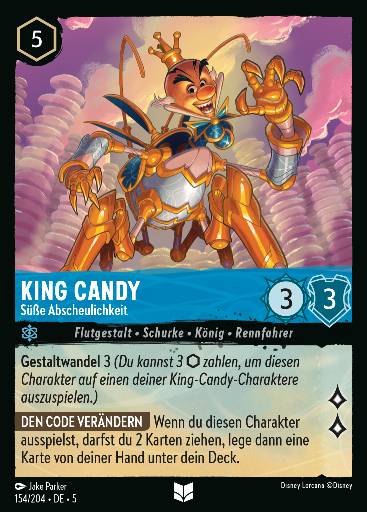 5
KING CANDY
Süße Abscheulichkeit
3 3
Flutgestalt • Schurke • König • Rennfahrer
Gestaltwandel 3 (Du kannst 3 zahlen, um diesen
Charakter auf einen deiner King-Candy-Charaktere
auszuspielen.)
DEN CODE VERÄNDERN Wenn du diesen Charakter
ausspielst, darfst du 2 Karten ziehen, lege dann eine
Karte von deiner Hand unter dein Deck.
Jake Parker
154/204 • DE • 5
Disney Lorcana ©Disney